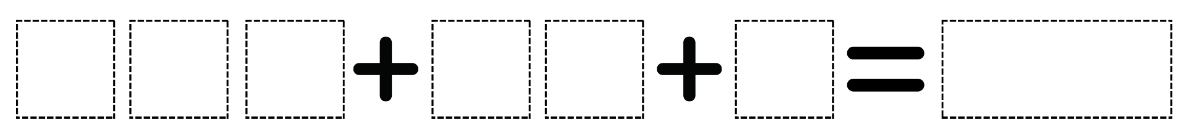 + + =